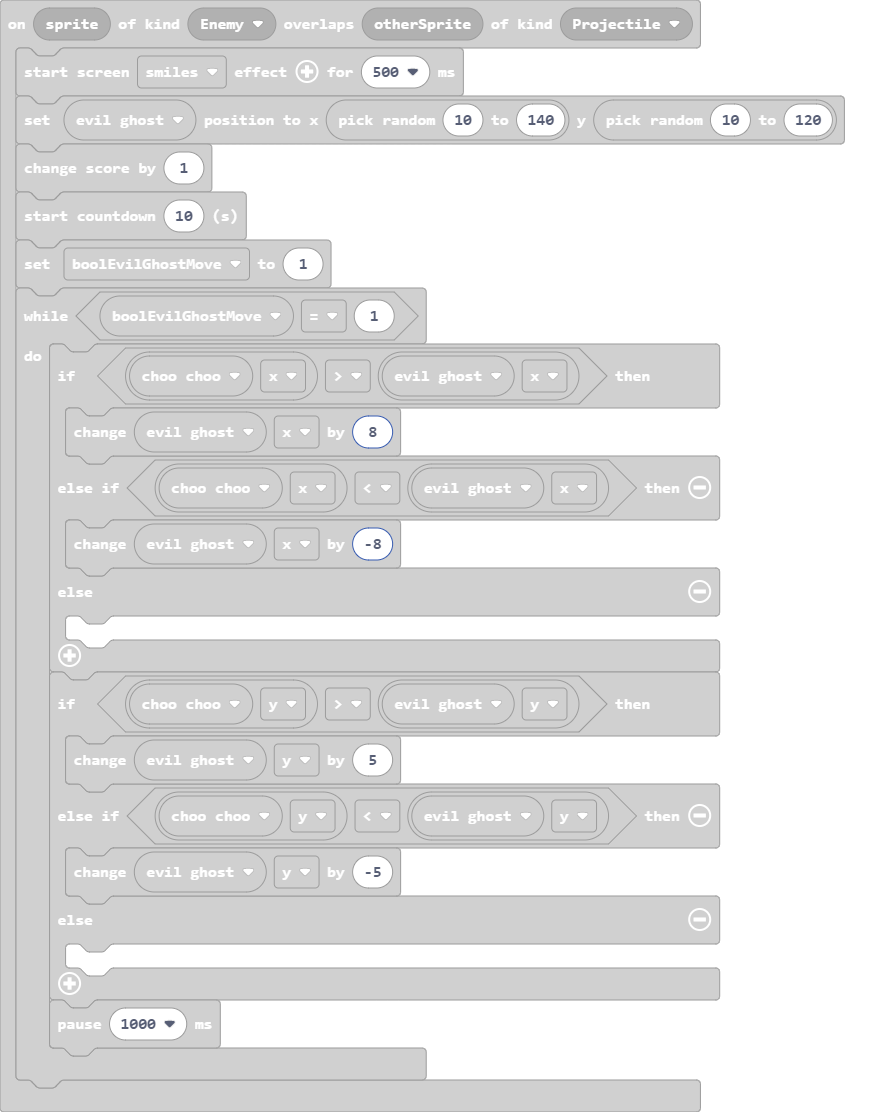 on sprite of kind Enemy overlaps otherSprite of kind Projectile
start screen smiles effect for 500 ms
set evil ghost position to x pick random 10 to 140 y pick random 10 to 120
change score by 1
start countdown 10 (s)
set boolEvilGhostMove to 1
while boolEvilGhostMove = 1
do
if choo choo x > evil ghost x then
change evil ghost x by 8
else if choo choo x < evil ghost x then
change evil ghost x by -8
else
if choo choo y > evil ghost y then
change evil ghost y by 5
else if choo choo y < evil ghost y then
change evil ghost y by -5
else
pause 1000 ms